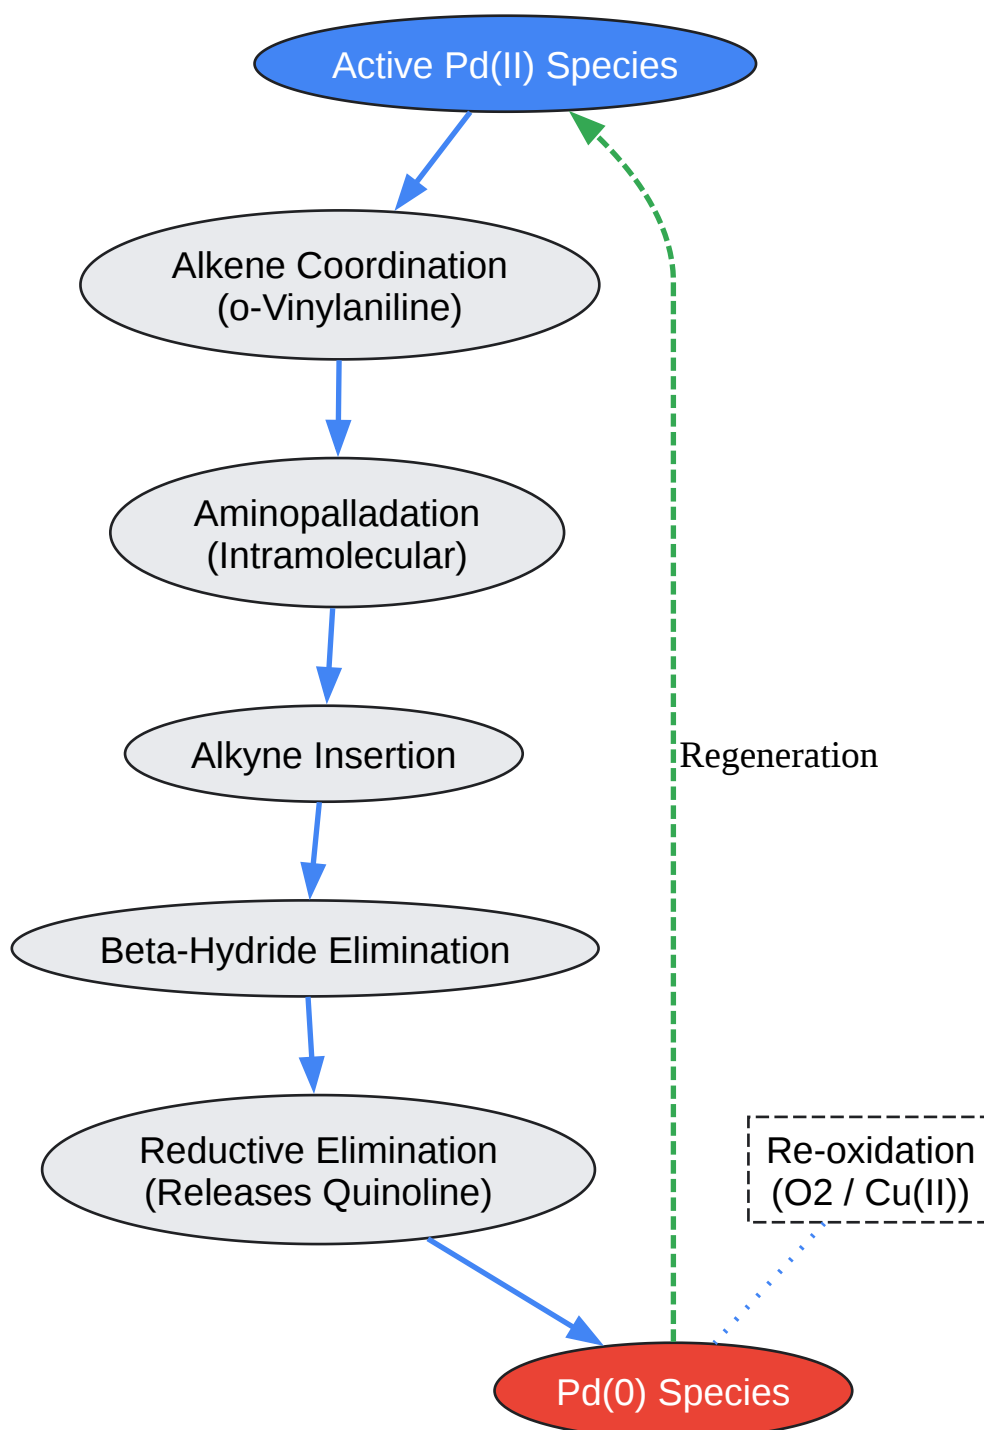 Active Pd(II) Species
Alkene Coordination
(o-Vinylaniline)
Aminopalladation
(Intramolecular)
Alkyne Insertion
Regeneration
Beta-Hydride Elimination
Reductive Elimination
(Releases Quinoline)
Re-oxidation
(O2 / Cu(II))
Pd(0) Species